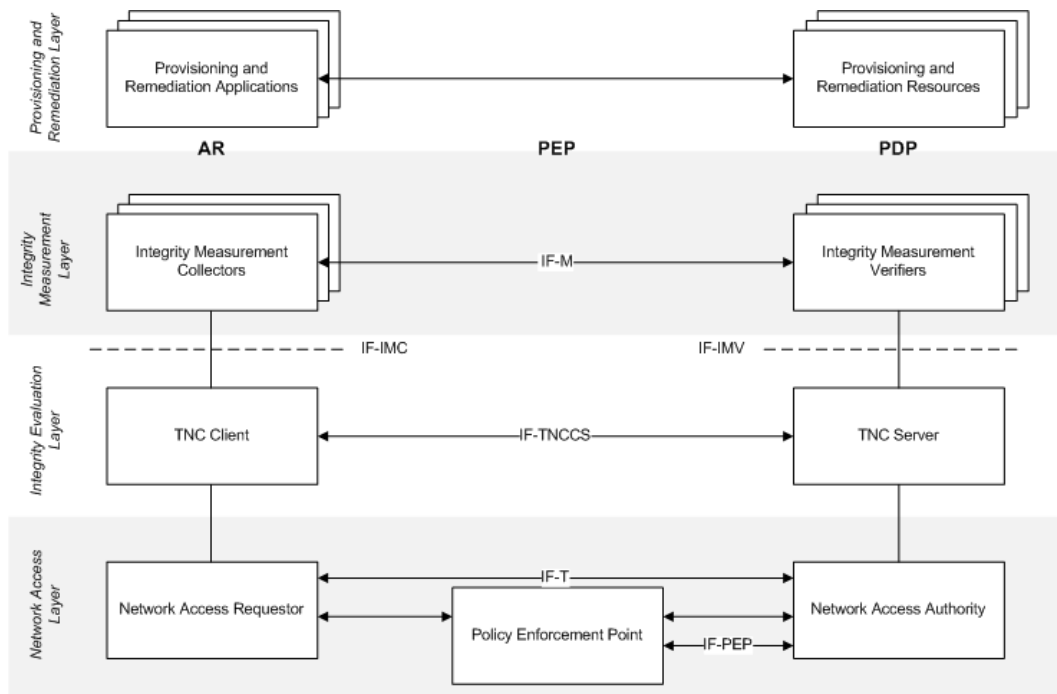 Provisioning and
Remediation Layer
Provisioning and
Remediation Applications
Provisioning and
Remediation Resources
AR
PEP
PDP
Integrity
Measurement
Layer
Integrity Measurement
Collectors
IF-M
Integrity Measurement
Verifiers
IF-IMC
IF-IMV
Integrity Evaluation
Layer
TNC Client
IF-TNCCS
TNC Server
Network Access
Layer
Network Access Requestor
IF-T
Policy Enforcement Point
IF-PEP
Network Access Authority